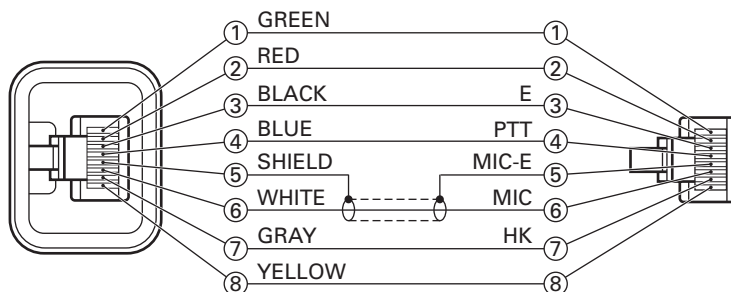 ① GREEN ①
② RED ②
③ BLACK E ③
④ BLUE PTT ④
⑤ SHIELD MIC-E ⑤
⑥ WHITE MIC ⑥
⑦ GRAY HK ⑦
⑧ YELLOW ⑧